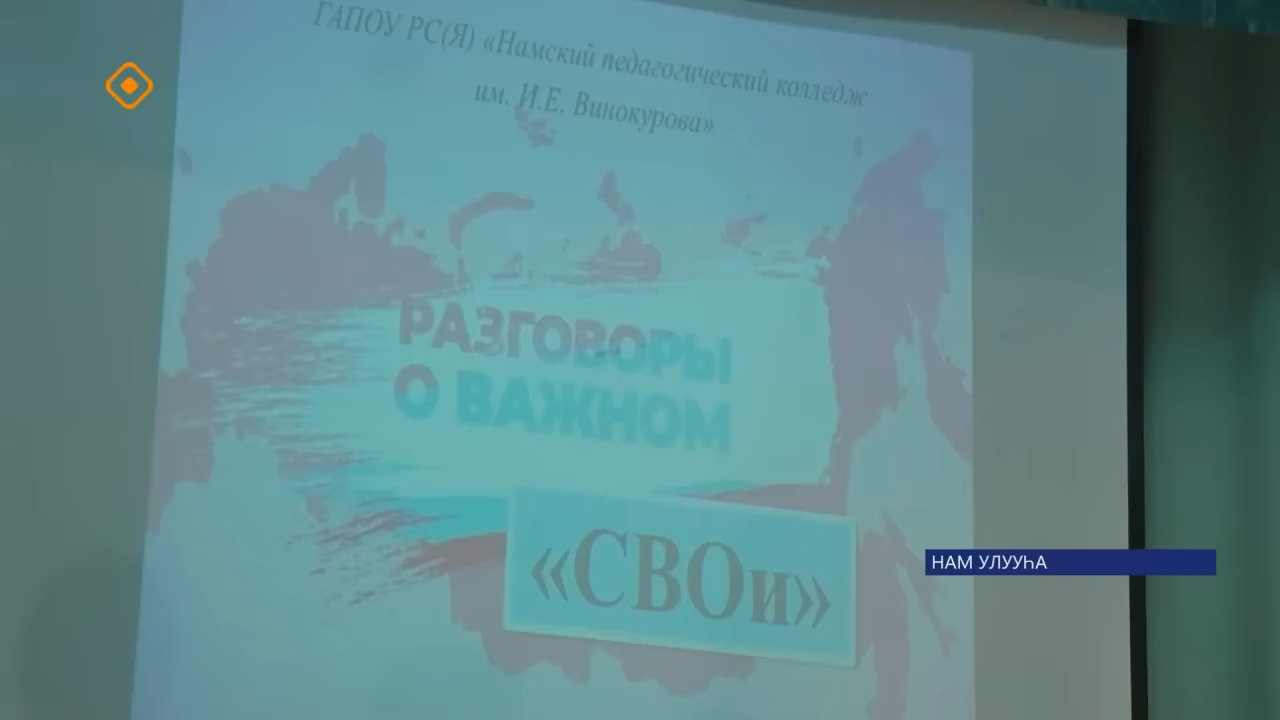 ГАПОУ РС(Я) «Намский педагогический колледж
им. И.Е. Винокурова»
РАЗГОВОРЫ
О ВАЖНОМ
«СВОи»
НАМ УЛУУҺА